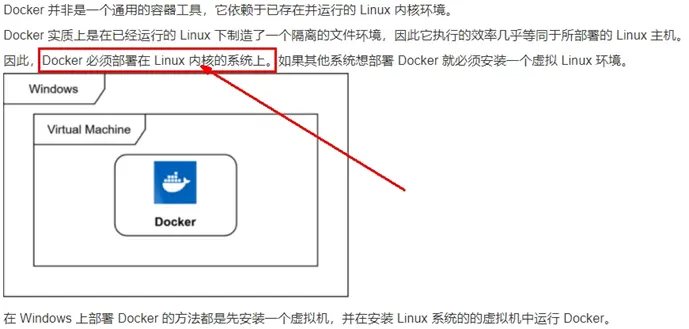 Docker 并非是一个通用的容器工具，它依赖于已存在并运行的 Linux 内核环境。
Docker 实质上是在已经运行的 Linux 下制造了一个隔离的文件环境，因此它执行的效率几乎等同于所部署的 Linux 主机。
因此，Docker 必须部署在 Linux 内核的系统上。如果其他系统想部署 Docker 就必须安装一个虚拟 Linux 环境。
Windows
Virtual Machine
Docker
在 Windows 上部署 Docker 的方法都是先安装一个虚拟机，并在安装 Linux 系统的的虚拟机中运行 Docker。